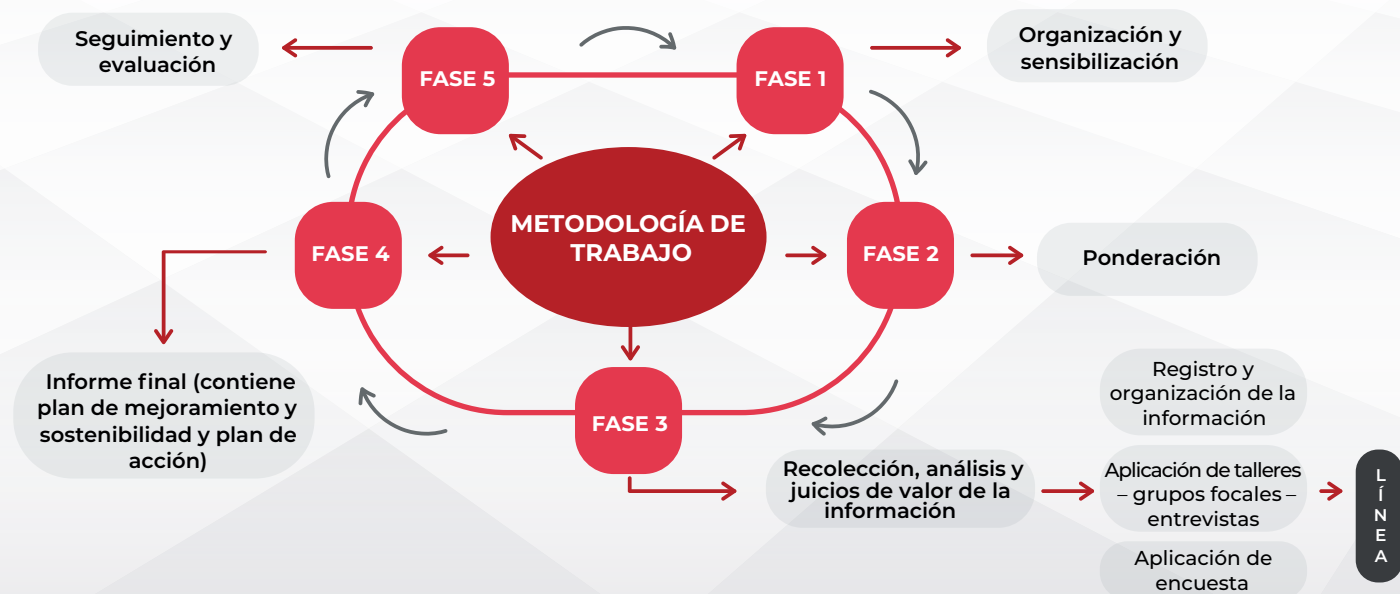 Seguimiento y
evaluación
FASE 5
FASE 1
Organización y
sensibilización
METODOLOGÍA DE
TRABAJO
FASE 4
FASE 2
Ponderación
Informe final (contiene
plan de mejoramiento y
sostenibilidad y plan de
acción)
FASE 3
Recolección, análisis y
juicios de valor de la
información
Registro y
organización de la
información
Aplicación de talleres
– grupos focales –
entrevistas
Aplicación de
encuesta
LÍNEA